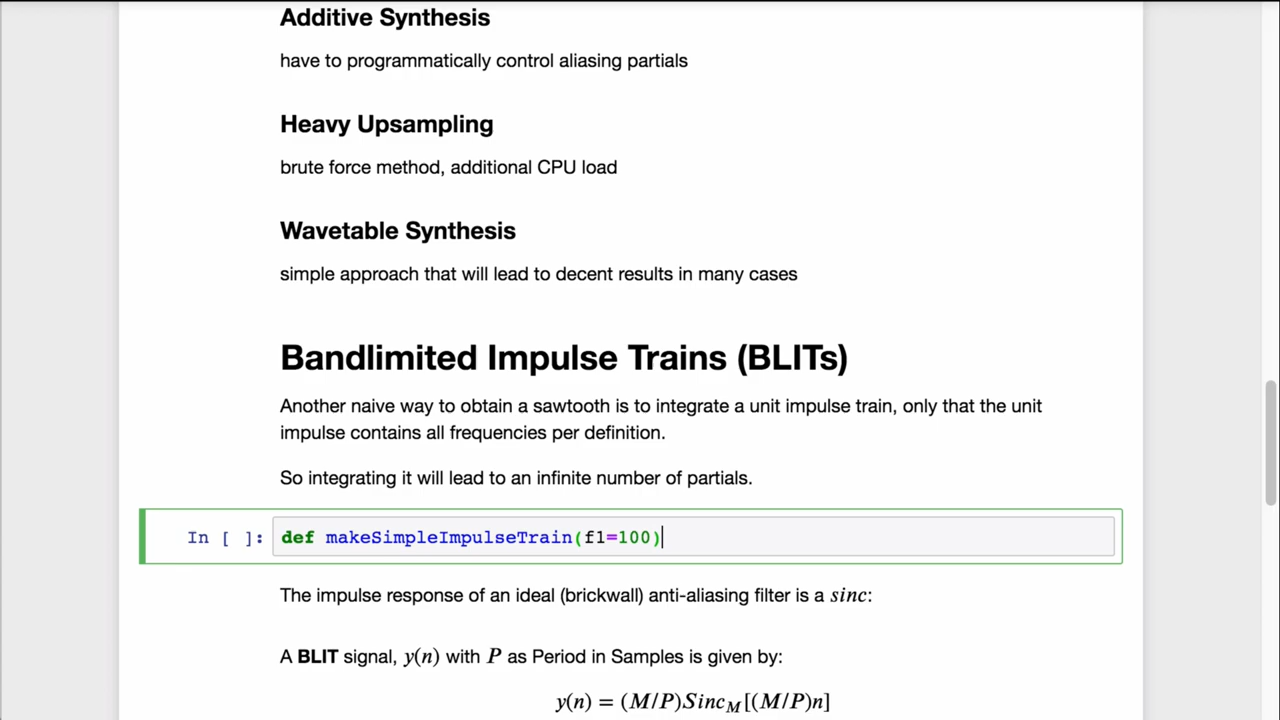 Additive Synthesis
have to programmatically control aliasing partials
Heavy Upsampling
brute force method, additional CPU load
Wavetable Synthesis
simple approach that will lead to decent results in many cases
Bandlimited Impulse Trains (BLITs)
Another naive way to obtain a sawtooth is to integrate a unit impulse train, only that the unit
impulse contains all frequencies per definition.
So integrating it will lead to an infinite number of partials.
In [ ]: def makeSimpleImpulseTrain(f1=100)
The impulse response of an ideal (brickwall) anti-aliasing filter is a sinc:
A BLIT signal, y(n) with P as Period in Samples is given by:
y(n) = (M/P)Sinc_M[(M/P)n]